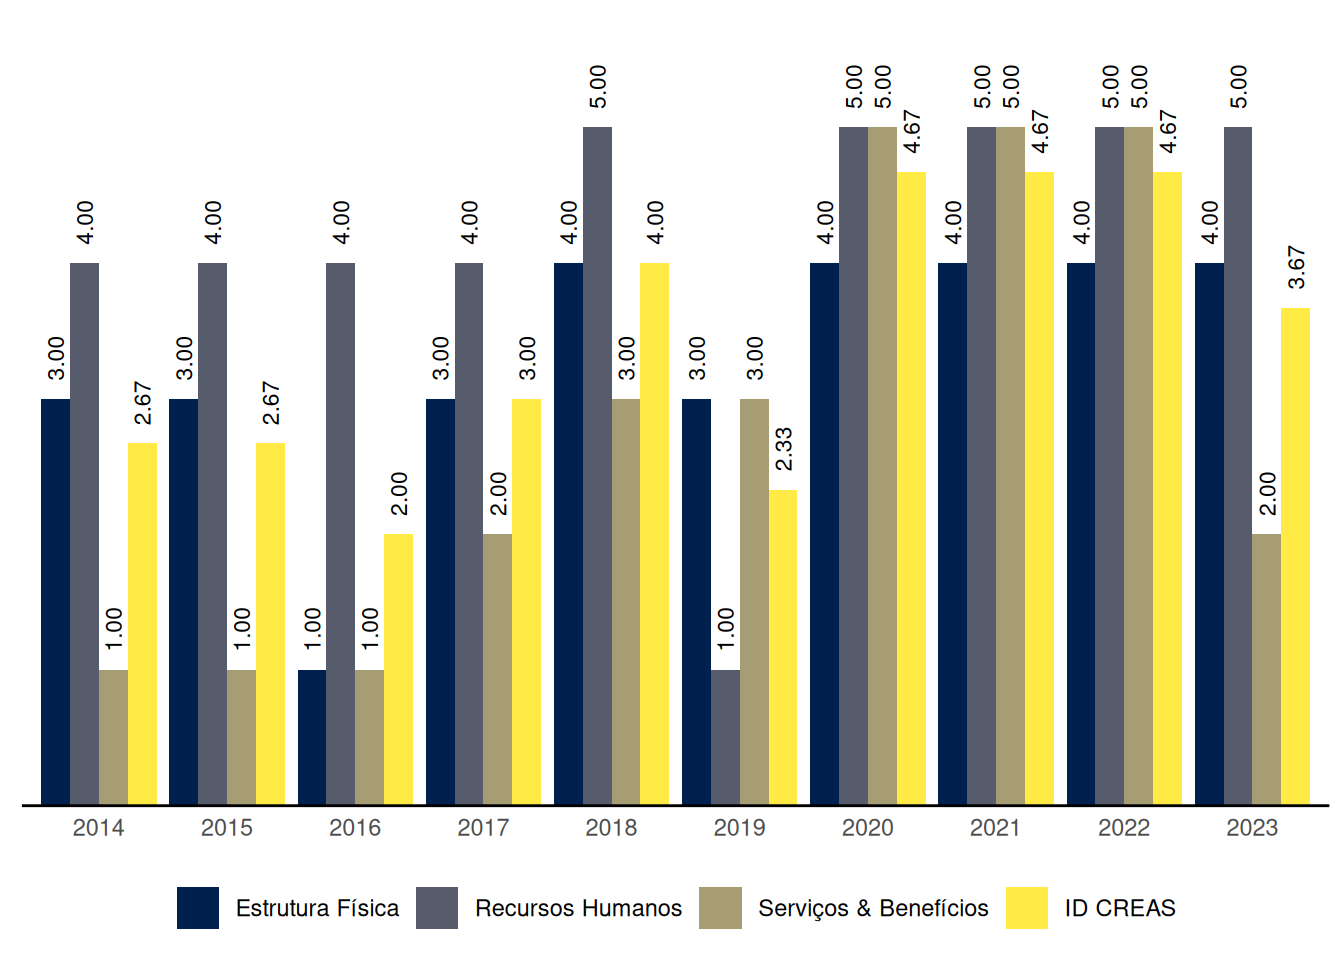 5.00 5.00 5.00 5.00 5.00 5.00 5.00 5.00
4.67 4.67 4.67
4.00 4.00 4.00 4.00 4.00 4.00 4.00 4.00 4.00 4.00
3.67
3.00 3.00 3.00 3.00 3.00 3.00 3.00
2.67 2.67
2.33
2.00 2.00 2.00
1.00 1.00 1.00 1.00 1.00
2014 2015 2016 2017 2018 2019 2020 2021 2022 2023
Estrutura Física Recursos Humanos Serviços & Benefícios ID CREAS